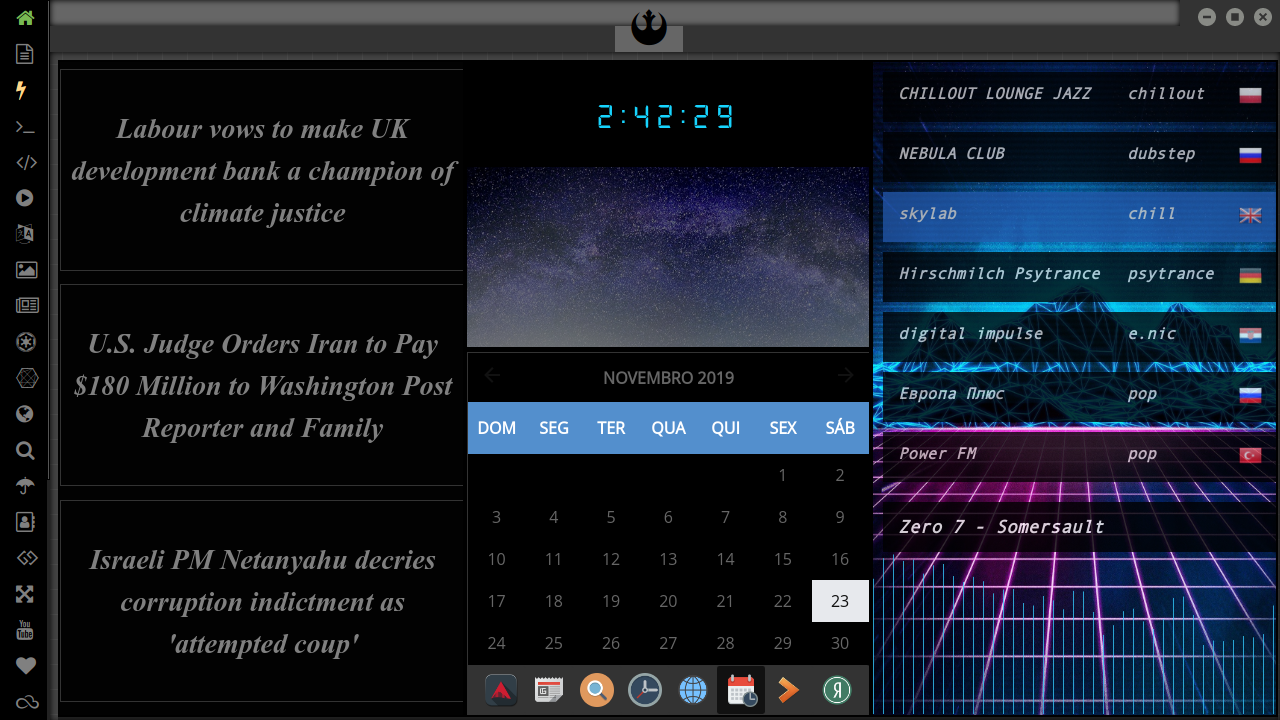 2:42:29
Labour vows to make UK
development bank a champion of
climate justice
U.S. Judge Orders Iran to Pay
$180 Million to Washington Post
Reporter and Family
Israeli PM Netanyahu decries
corruption indictment as
'attempted coup'
NOVEMBRO 2019
DOM SEG TER QUA QUI SEX SÁB
1 2
3 4 5 6 7 8 9
10 11 12 13 14 15 16
17 18 19 20 21 22 23
24 25 26 27 28 29 30
CHILLOUT LOUNGE JAZZ chillout
NEBULA CLUB dubstep
skylab chill
Hirschmilch Psytrance psytrance
digital impulse e.nic
Европа Плюс pop
Power FM pop
Zero 7 - Somersault
You
Tube
Я